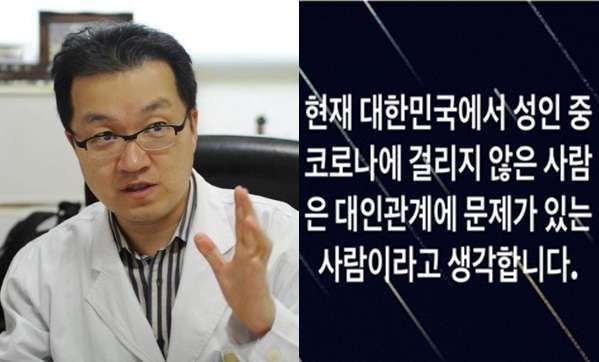 현재 대한민국에서 성인 중
코로나에 걸리지 않은 사람
은 대인관계에 문제가 있는
사람이라고 생각합니다.